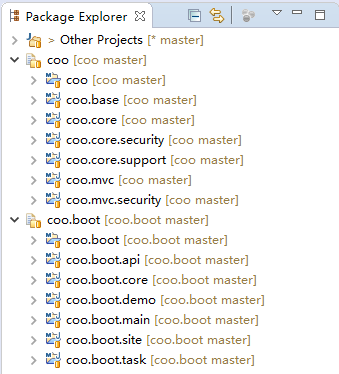 Package Explorer
> Other Projects [* master]
coo [coo master]
coo [coo master]
coo.base [coo master]
coo.core [coo master]
coo.core.security [coo master]
coo.core.support [coo master]
coo.mvc [coo master]
coo.mvc.security [coo master]
coo.boot [coo.boot master]
coo.boot [coo.boot master]
coo.boot.api [coo.boot master]
coo.boot.core [coo.boot master]
coo.boot.demo [coo.boot master]
coo.boot.main [coo.boot master]
coo.boot.site [coo.boot master]
coo.boot.task [coo.boot master]